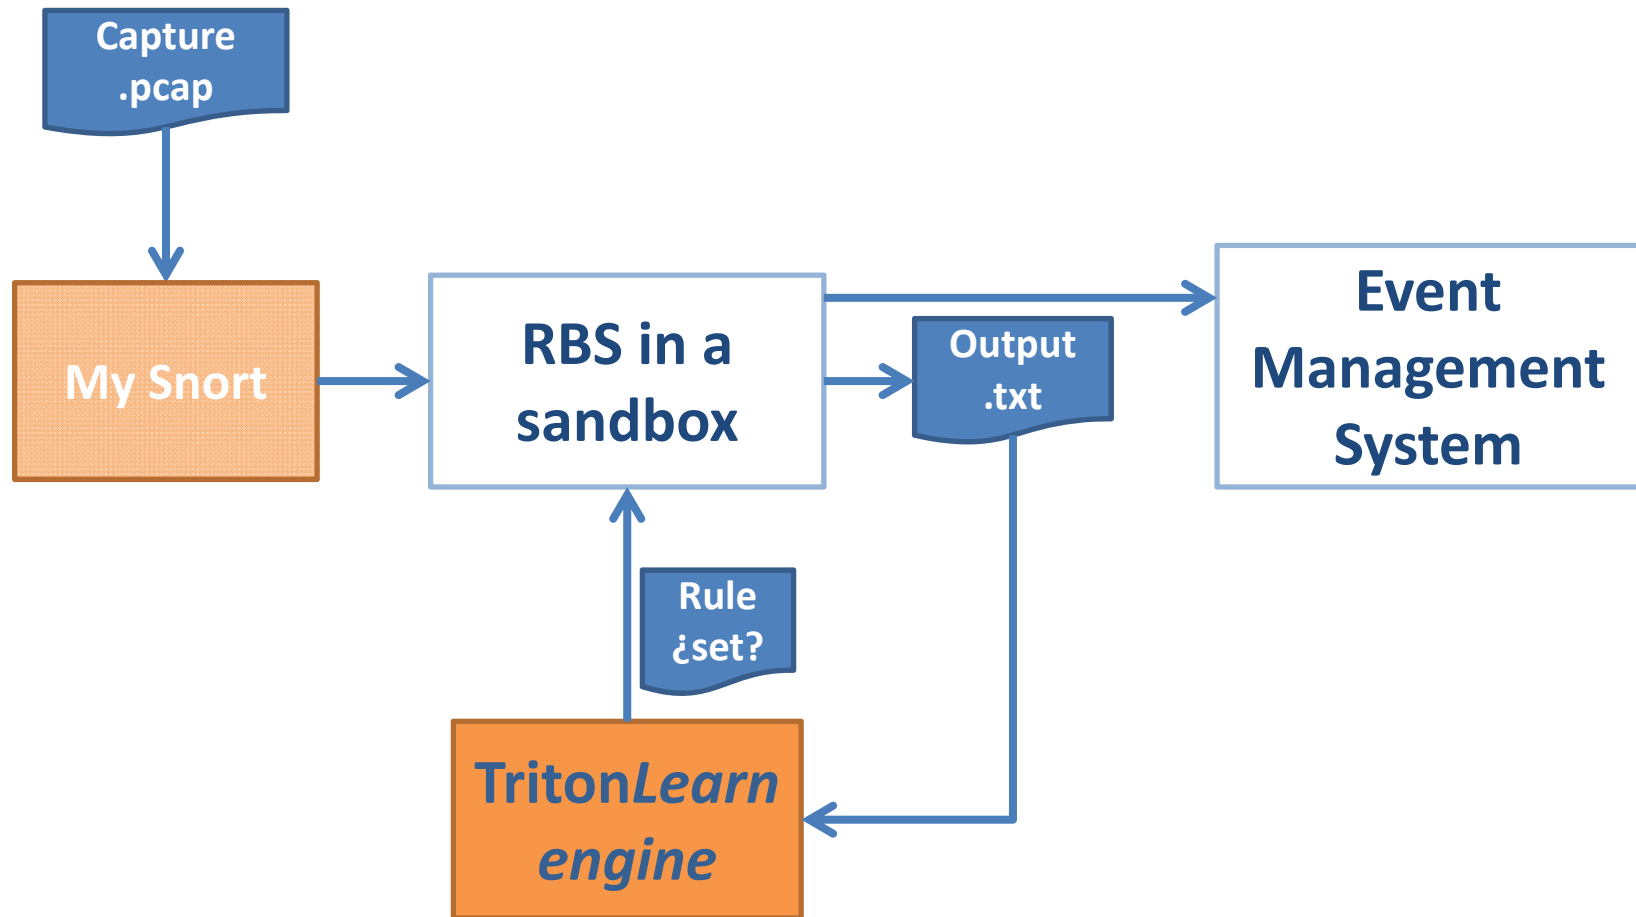 Capture
.pcap
My Snort
RBS in a
sandbox
Output
.txt
Event
Management
System
Rule
¿set?
TritonLearn
engine